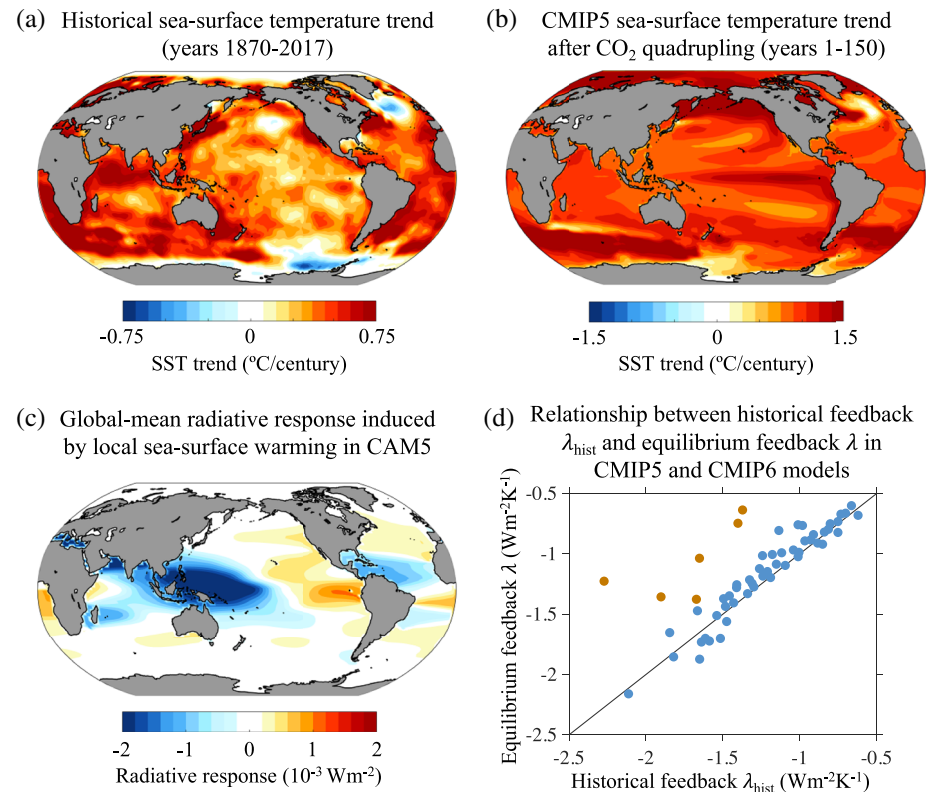 (a) Historical sea-surface temperature trend
(years 1870-2017)
-0.75 0 0.75
SST trend (ºC/century)
(b) CMIP5 sea-surface temperature trend
after CO2 quadrupling (years 1-150)
-1.5 0 1.5
SST trend (ºC/century)
(c) Global-mean radiative response induced
by local sea-surface warming in CAM5
-2 -1 0 1 2
Radiative response (10-3 Wm-2)
(d) Relationship between historical feedback
λhist and equilibrium feedback λ in
CMIP5 and CMIP6 models
Equilibrium feedback λ (Wm-2K-1)
-0.5
-1
-1.5
-2
-2.5
-2.5 -2 -1.5 -1 -0.5
Historical feedback λhist (Wm-2K-1)